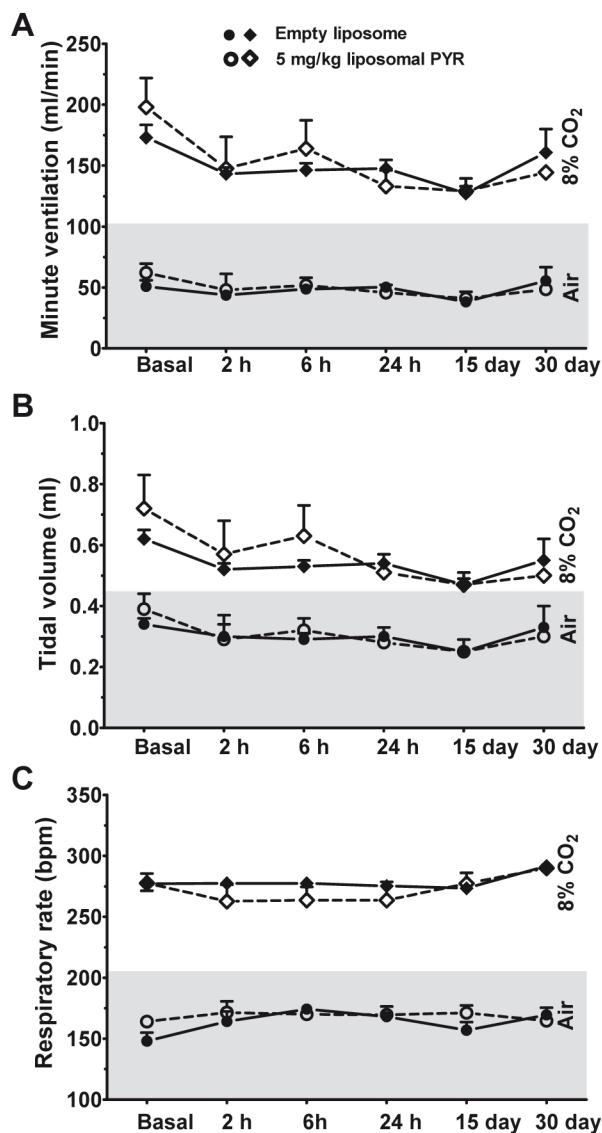 A
Empty liposome
5 mg/kg liposomal PYR
Minute ventilation (ml/min)
250
200
150
100
50
0
8% CO2
Air
Basal 2 h 6 h 24 h 15 day 30 day
B
Tidal volume (ml)
1.0
0.8
0.6
0.4
0.2
0.0
8% CO2
Air
Basal 2 h 6 h 24 h 15 day 30 day
C
Respiratory rate (bpm)
350
300
250
200
150
100
8% CO2
Air
Basal 2 h 6h 24 h 15 day 30 day